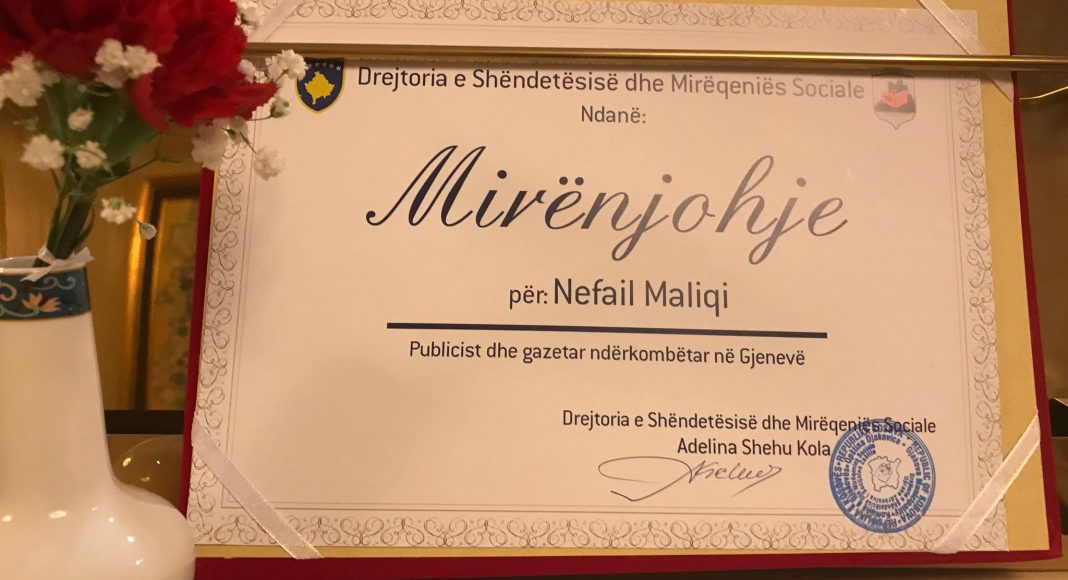 Drejtoria e Shëndetësisë dhe Mirëqeniës Sociale
Ndanë:
Mirënjohje
për: Nefail Maliqi
Publicist dhe gazetar ndërkombëtar në Gjenevë
Drejtoria e Shëndetësisë dhe Mirëqeniës Sociale
Adelina Shehu Kola